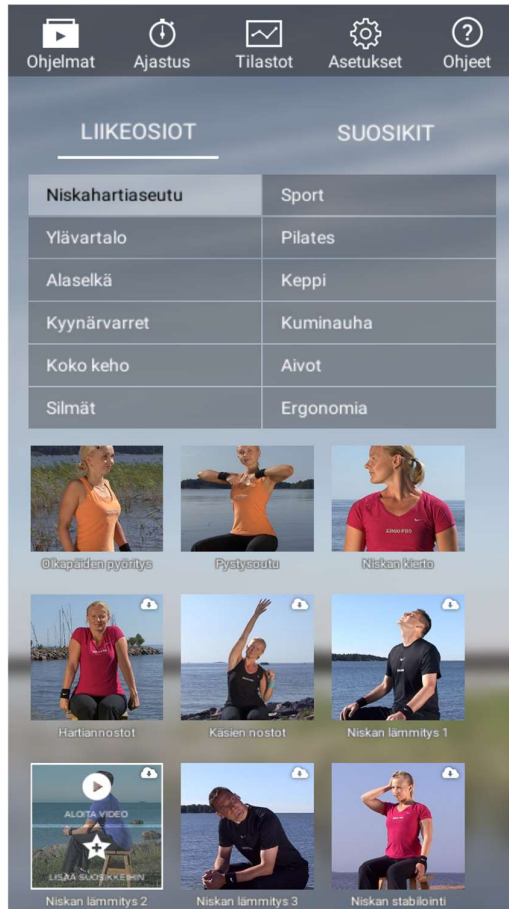 Ohjelmat Ajastus Tilastot Asetukset Ohjeet
LIIKEOSIOT SUOSIKIT
Niskahartiaseutu Sport
Ylävartalo Pilates
Alaselkä Keppi
Kyynärvarret Kuminauha
Koko keho Aivot
Silmät Ergonomia
ERGO PRO
Olkapäiden pyöritys Pystysoutu Niskan kierto
Hartiannostot Käsien nostot Niskan lämmitys 1
ALOITA VIDEO
LISÄÄ SUOSIKKEIHIN
Niskan lämmitys 2 Niskan lämmitys 3 Niskan stabilointi